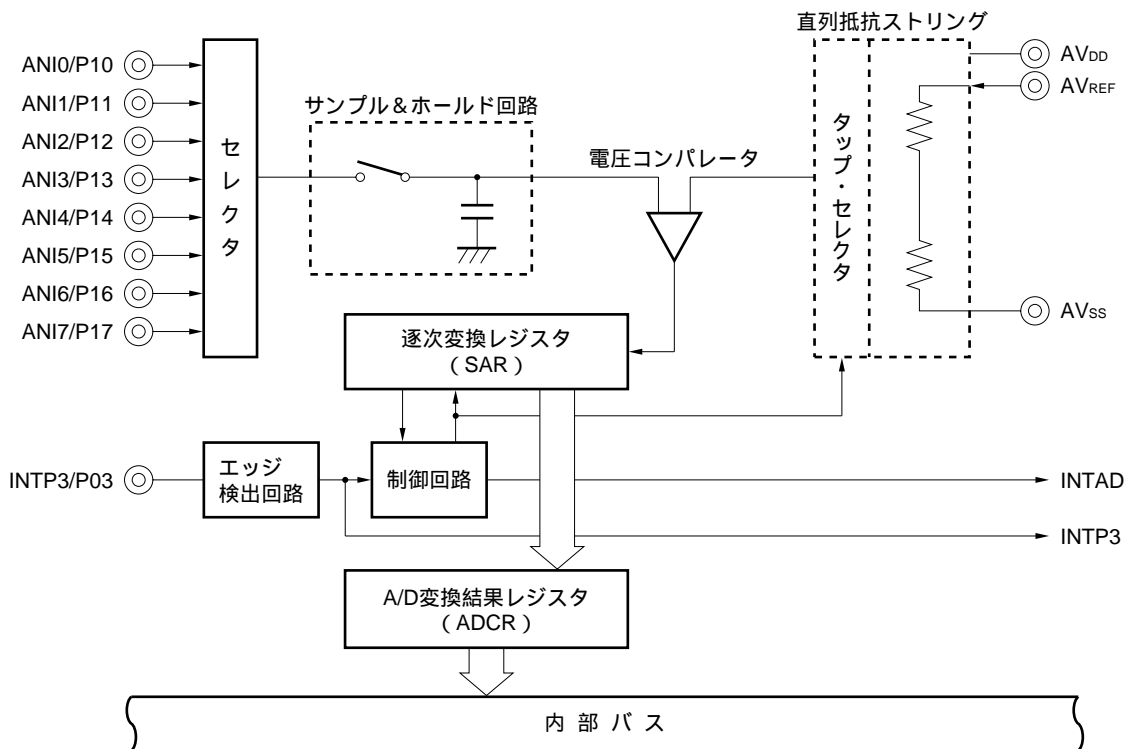 直列抵抗ストリング
ANI0/P10
ANI1/P11
ANI2/P12
ANI3/P13
ANI4/P14
ANI5/P15
ANI6/P16
ANI7/P17
セレクタ
サンプル＆ホールド回路
電圧コンパレータ
タップ・セレクタ
AVDD
AVREF
AVSS
逐次変換レジスタ
（SAR）
INTP3/P03
エッジ
検出回路
制御回路
INTAD
INTP3
A/D変換結果レジスタ
（ADCR）
内部バス